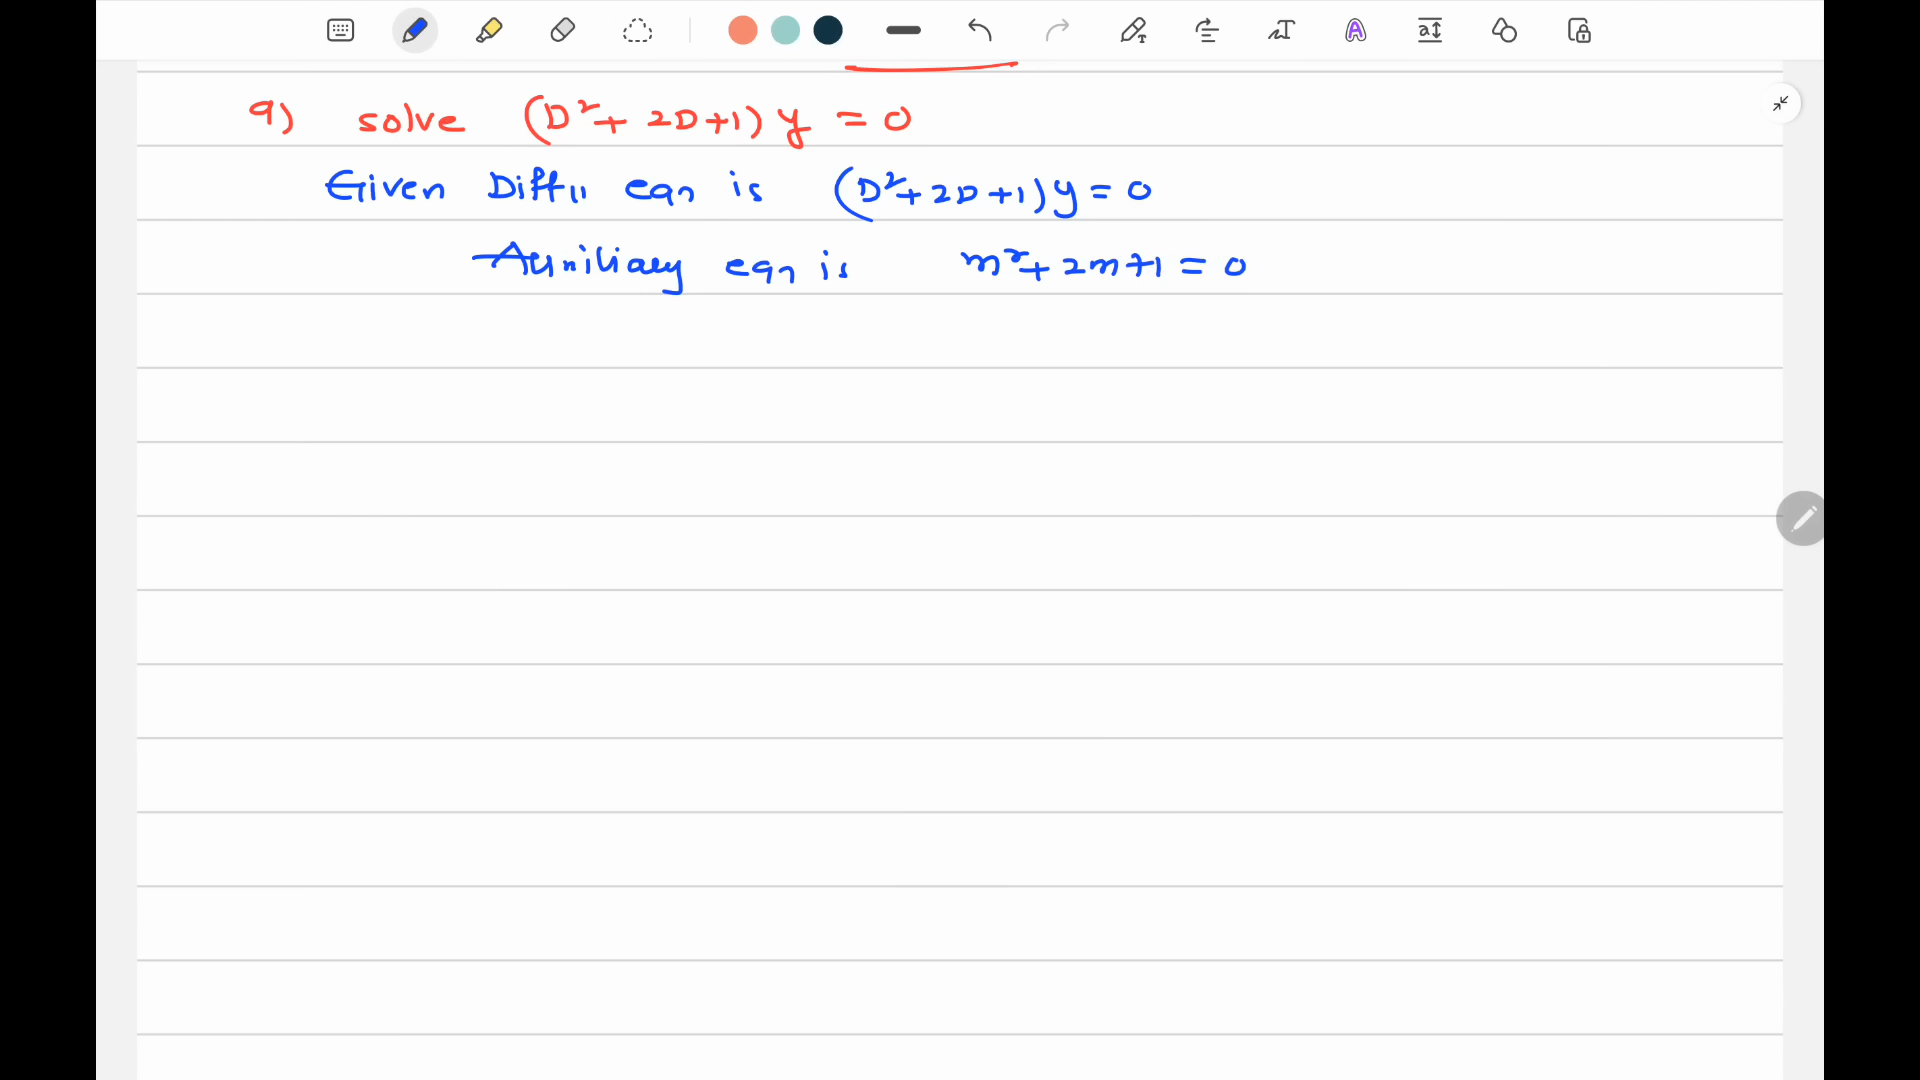 9) solve (D²+ 2D+1) y = 0
Given Diff11 eqn is (D²+2D+1)y=0
Auxiliary eqn is m²+2m+1=0